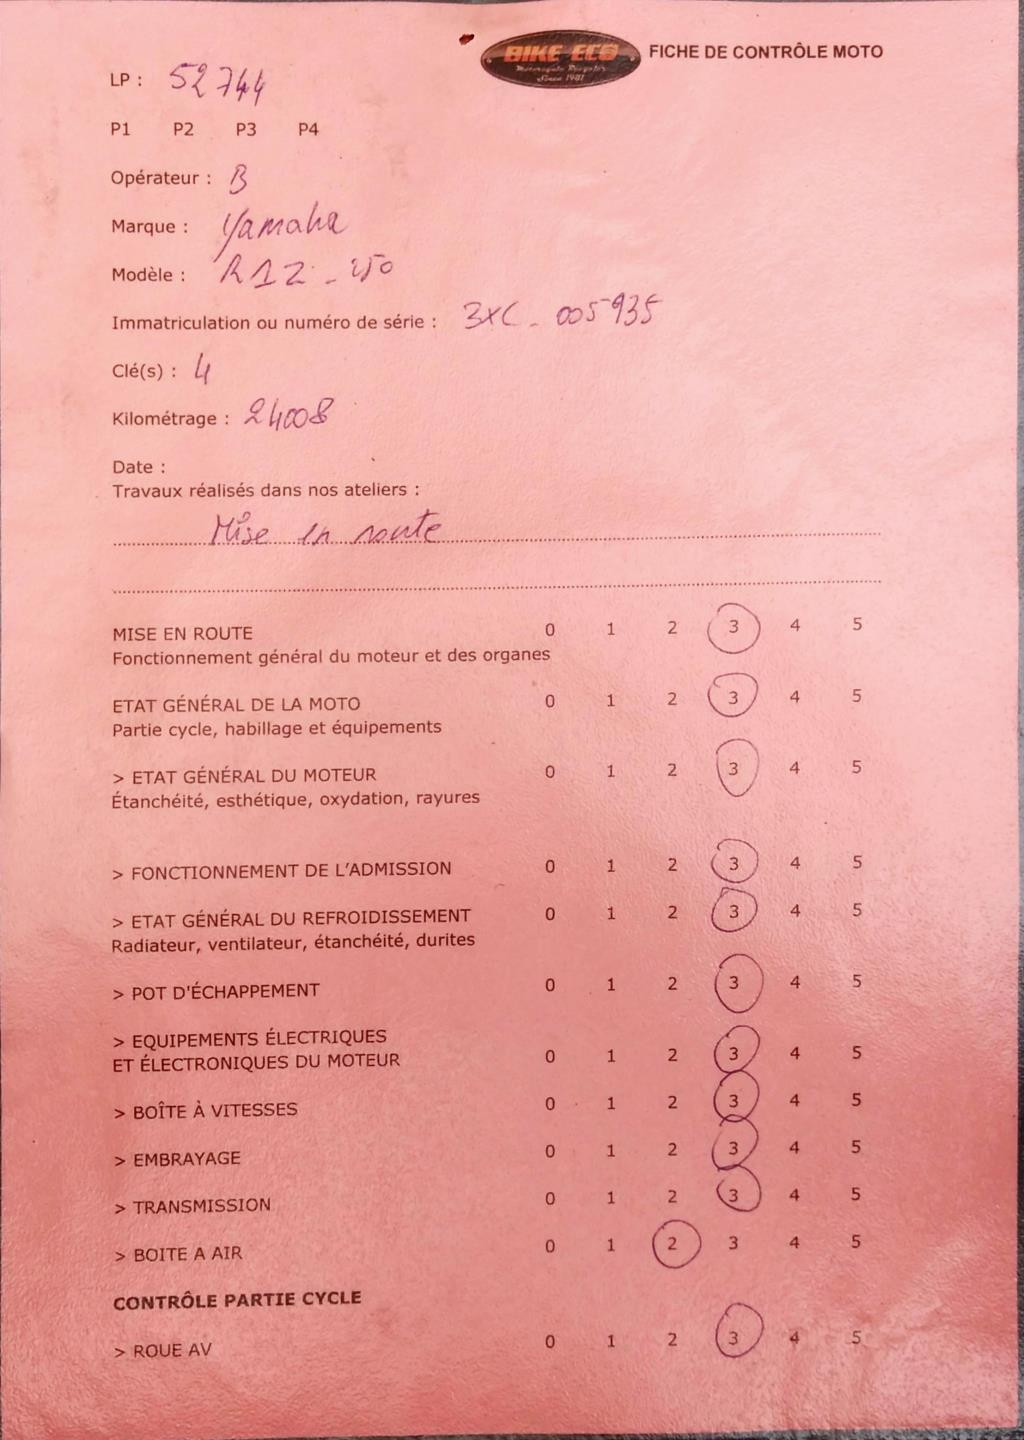 BIKE ECO
Motorcycle Recycler
Since 1987
FICHE DE CONTRÔLE MOTO
LP : 52744
P1 P2 P3 P4
Opérateur : B
Marque : Yamaha
Modèle : R1Z - 250
Immatriculation ou numéro de série : 3XC - 005935
Clé(s) : 4
Kilométrage : 24008
Date :
Travaux réalisés dans nos ateliers :
Mise en route
MISE EN ROUTE 0 1 2 3 4 5
Fonctionnement général du moteur et des organes
ETAT GÉNÉRAL DE LA MOTO 0 1 2 3 4 5
Partie cycle, habillage et équipements
> ETAT GÉNÉRAL DU MOTEUR 0 1 2 3 4 5
Étanchéité, esthétique, oxydation, rayures
> FONCTIONNEMENT DE L'ADMISSION 0 1 2 3 4 5
> ETAT GÉNÉRAL DU REFROIDISSEMENT 0 1 2 3 4 5
Radiateur, ventilateur, étanchéité, durites
> POT D'ÉCHAPPEMENT 0 1 2 3 4 5
> EQUIPEMENTS ÉLECTRIQUES
ET ÉLECTRONIQUES DU MOTEUR 0 1 2 3 4 5
> BOÎTE À VITESSES 0 1 2 3 4 5
> EMBRAYAGE 0 1 2 3 4 5
> TRANSMISSION 0 1 2 3 4 5
> BOITE A AIR 0 1 2 3 4 5
CONTRÔLE PARTIE CYCLE
> ROUE AV 0 1 2 3 4 5